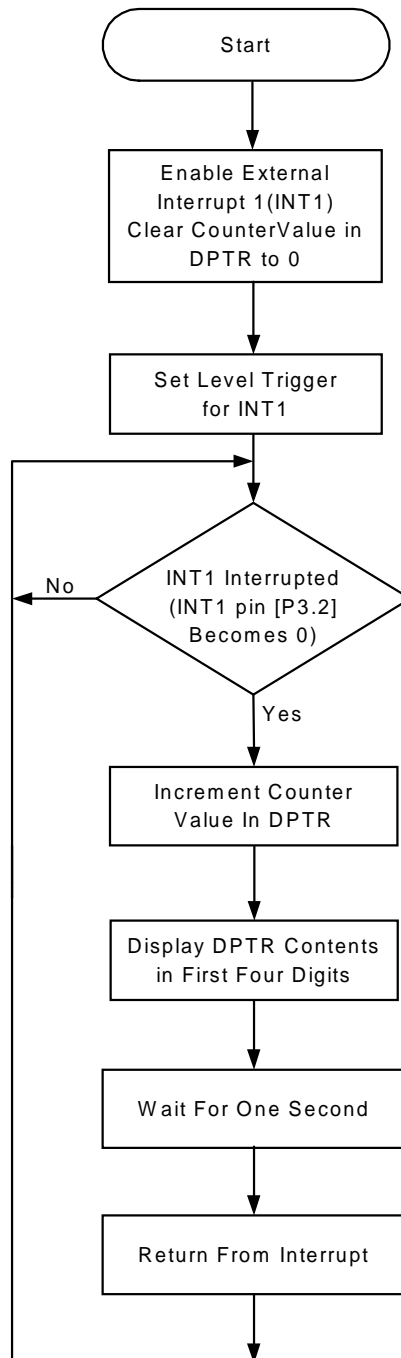 Start
Enable External
Interrupt 1(INT1)
Clear CounterValue in
DPTR to 0
Set Level Trigger
for INT1
INT1 Interrupted
(INT1 pin [P3.2]
Becomes 0)
No
Yes
Increment Counter
Value In DPTR
Display DPTR Contents
in First Four Digits
Wait For One Second
Return From Interrupt